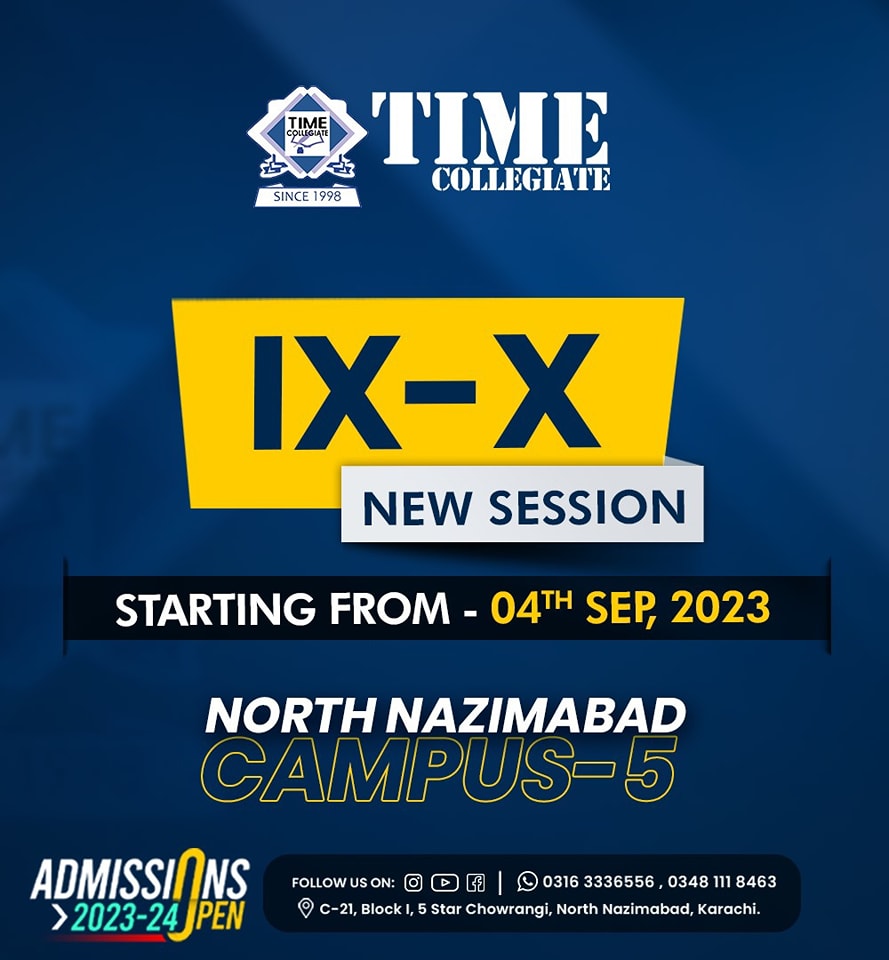 TIME
COLLEGIATE
SINCE 1998
TIME
COLLEGIATE
IX-X
NEW SESSION
STARTING FROM - 04TH SEP, 2023
NORTH NAZIMABAD
CAMPUS-5
ADMISSIONS
2023-24 OPEN
FOLLOW US ON: | 0316 3336556 , 0348 111 8463
C-21, Block I, 5 Star Chowrangi, North Nazimabad, Karachi.